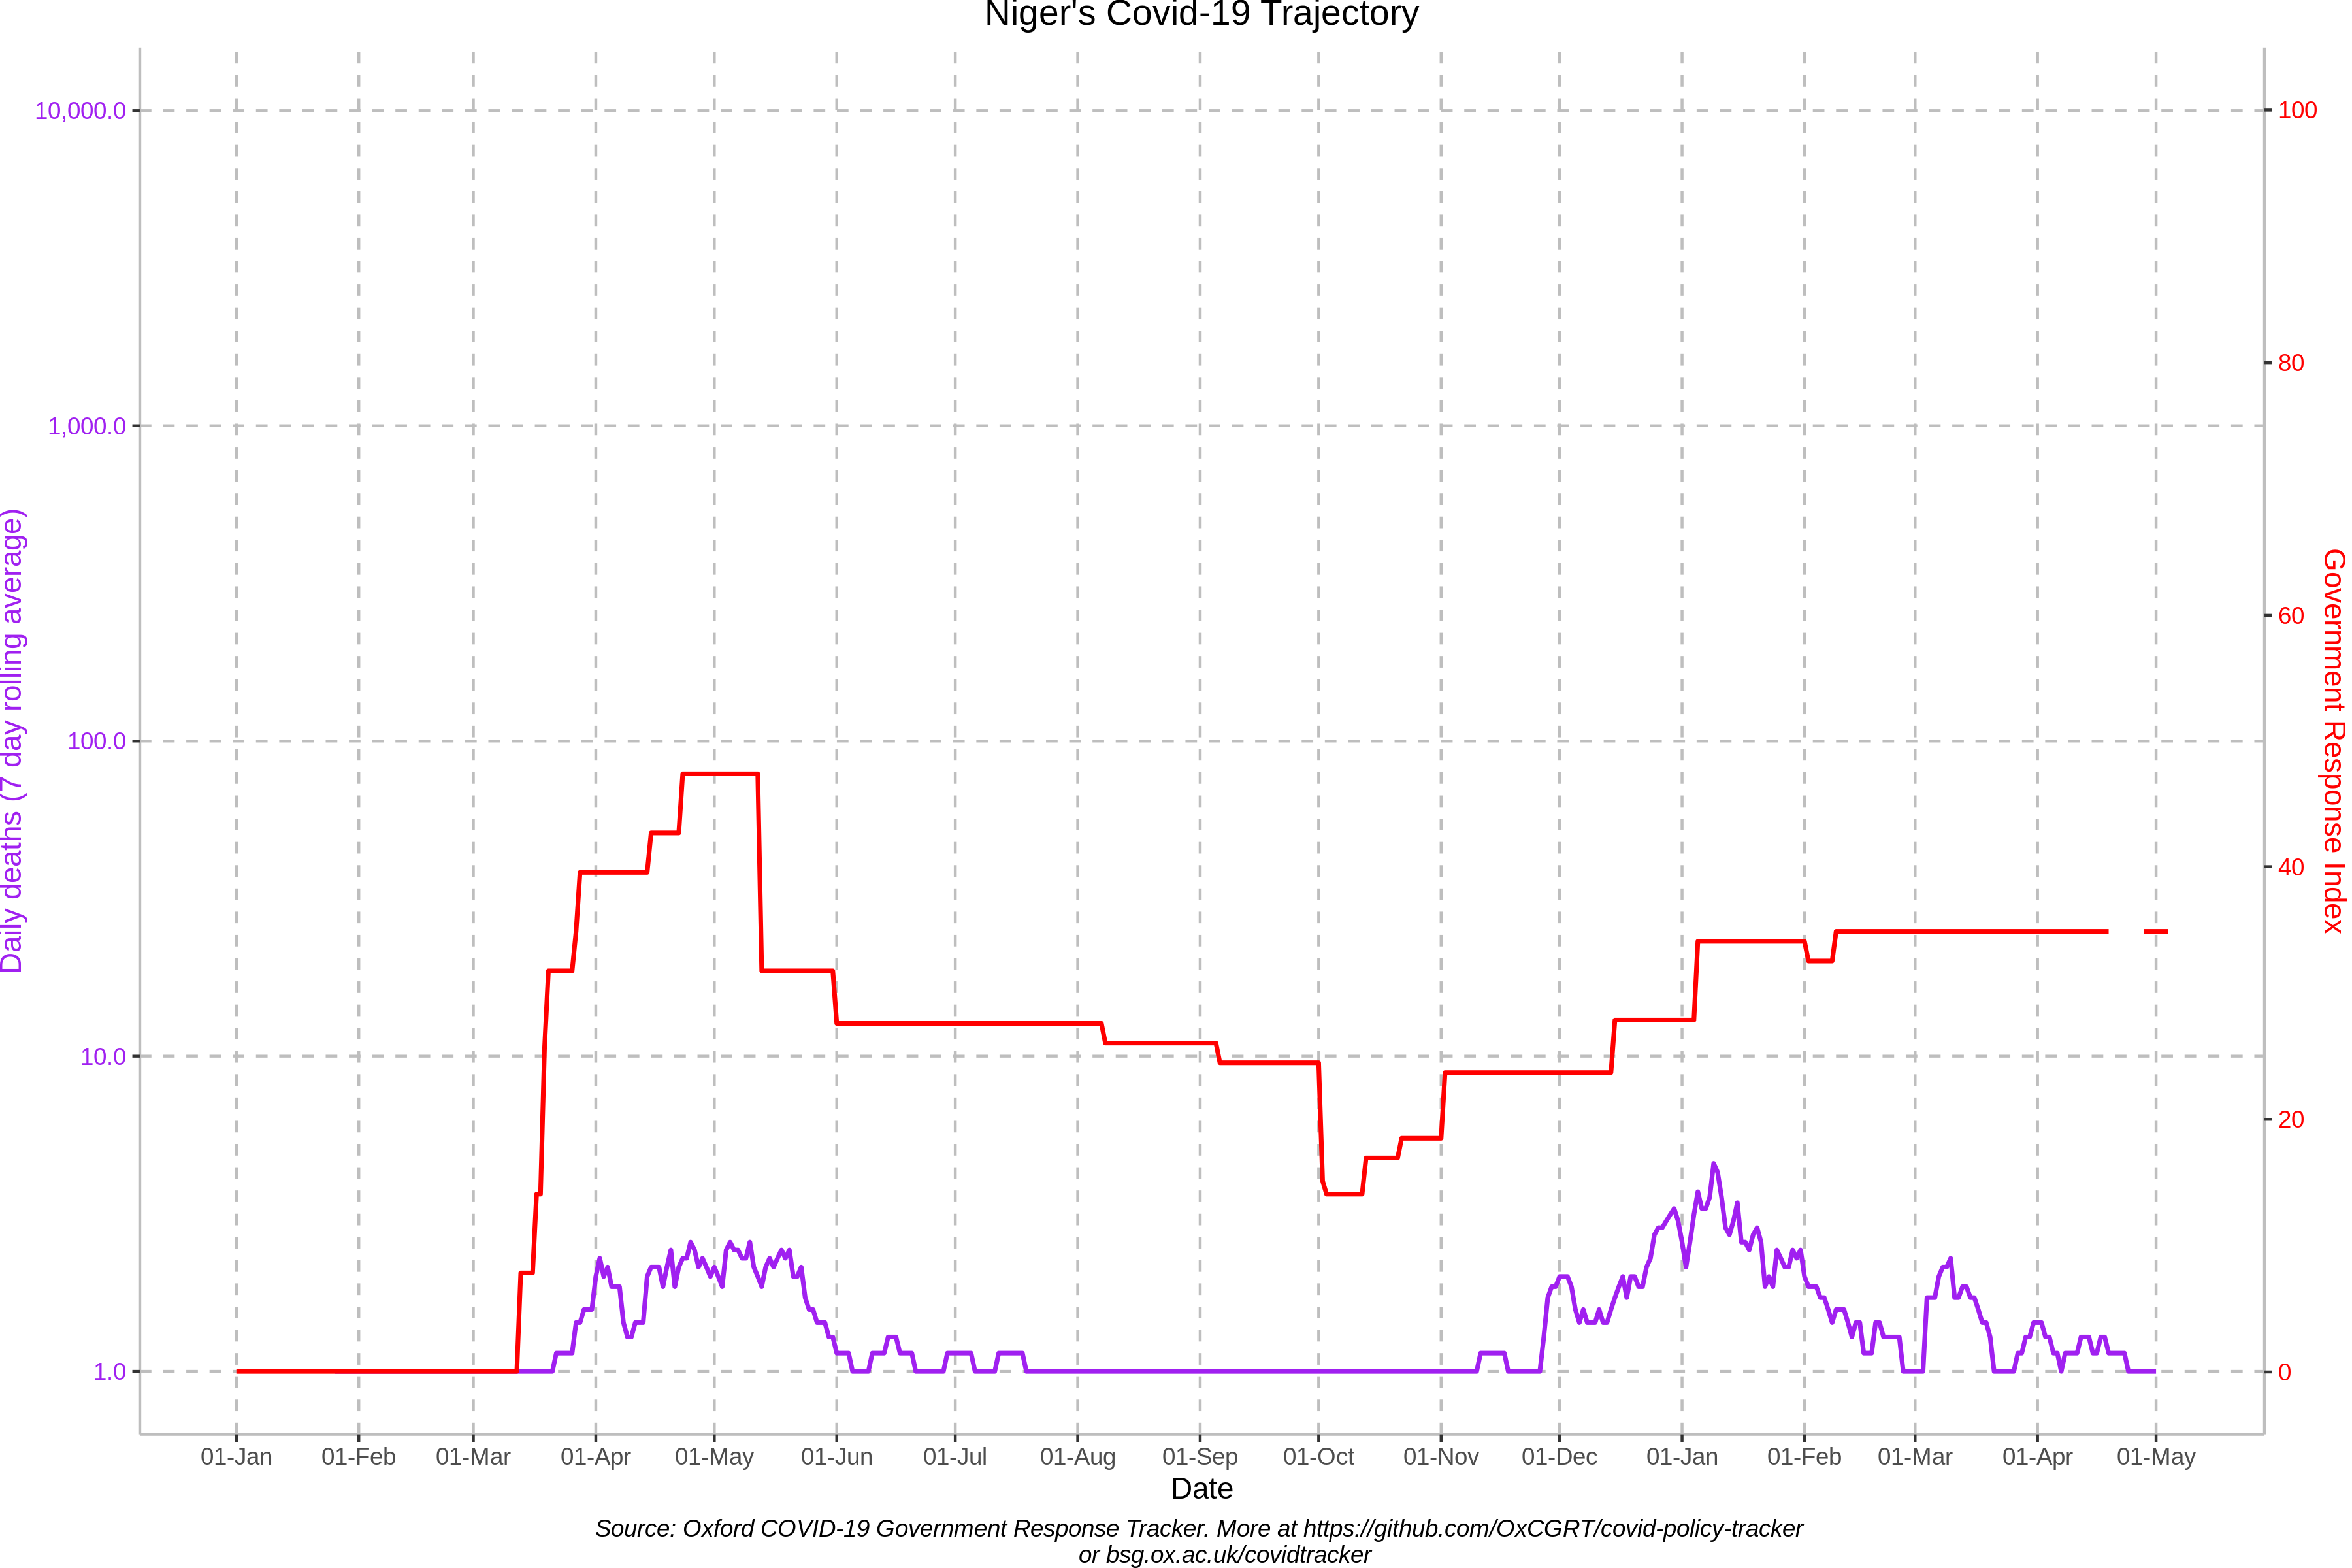 Niger's Covid-19 Trajectory
10,000.0
1,000.0
100.0
10.0
1.0
Daily deaths (7 day rolling average)
100
80
60
40
20
0
Government Response Index
01-Jan 01-Feb 01-Mar 01-Apr 01-May 01-Jun 01-Jul 01-Aug 01-Sep 01-Oct 01-Nov 01-Dec 01-Jan 01-Feb 01-Mar 01-Apr 01-May
Date
Source: Oxford COVID-19 Government Response Tracker. More at https://github.com/OxCGRT/covid-policy-tracker
or bsg.ox.ac.uk/covidtracker